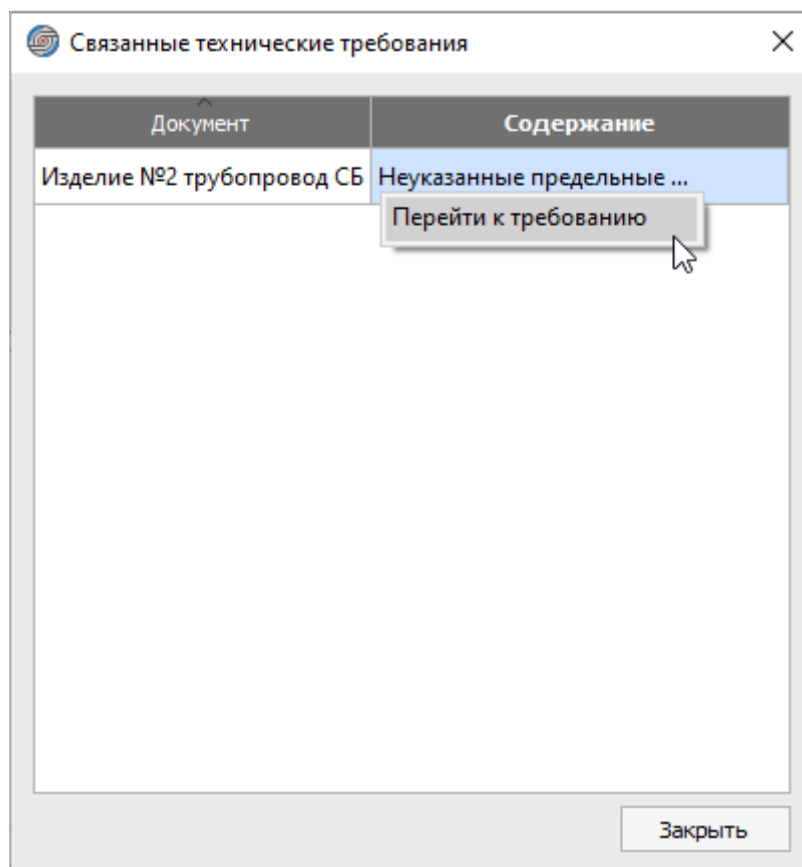 Связанные технические требования
Документ Содержание
Изделие №2 трубопровод СБ Неуказанные предельные ...
Перейти к требованию
Закрыть